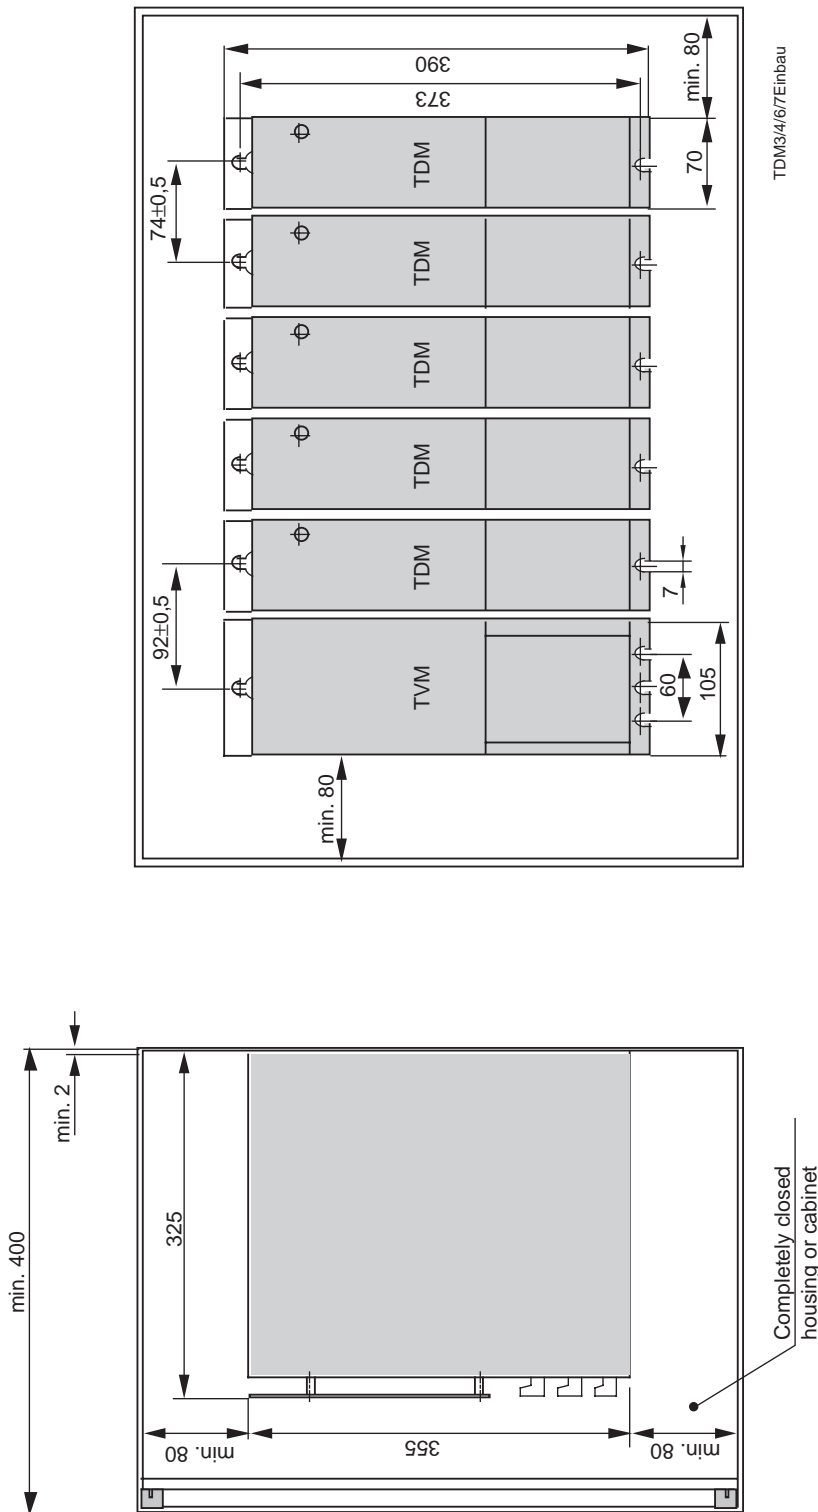 390
373
min. 80
70
74±0,5
TDM
TDM
TDM
TDM
TDM
TVM
92±0,5
7
60
105
min. 80
TDM3/4/6/7Einbau
min. 400
min. 2
325
355
min. 80
min. 80
Completely closed
housing or cabinet